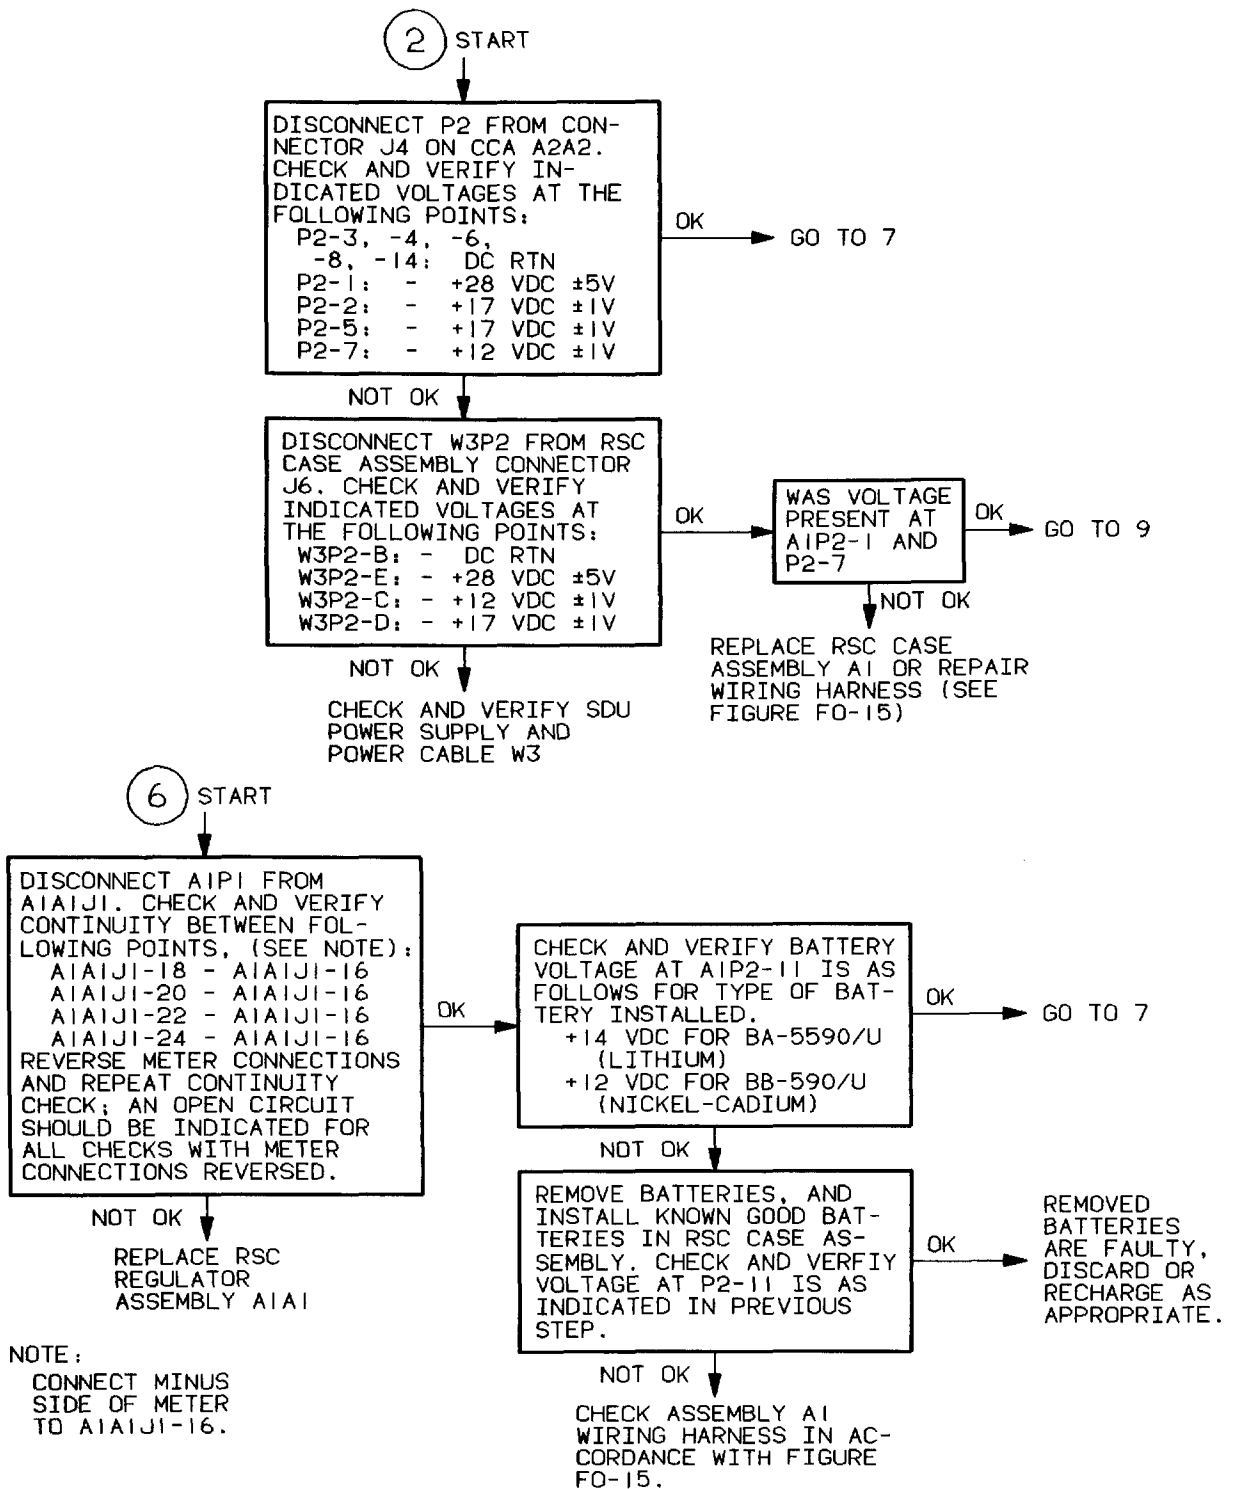 2 START
DISCONNECT P2 FROM CON-
NECTOR J4 ON CCA A2A2.
CHECK AND VERIFY IN-
DICATED VOLTAGES AT THE
FOLLOWING POINTS:
P2-3, -4, -6,
-8, -14: DC RTN
P2-1: - +28 VDC ±5V
P2-2: - +17 VDC ±1V
P2-5: - +17 VDC ±1V
P2-7: - +12 VDC ±1V
OK
GO TO 7
NOT OK
DISCONNECT W3P2 FROM RSC
CASE ASSEMBLY CONNECTOR
J6. CHECK AND VERIFY
INDICATED VOLTAGES AT
THE FOLLOWING POINTS:
W3P2-B: - DC RTN
W3P2-E: - +28 VDC ±5V
W3P2-C: - +12 VDC ±1V
W3P2-D: - +17 VDC ±1V
OK
WAS VOLTAGE
PRESENT AT
A1P2-1 AND
P2-7
OK
GO TO 9
NOT OK
REPLACE RSC CASE
ASSEMBLY A1 OR REPAIR
WIRING HARNESS (SEE
FIGURE FO-15)
NOT OK
CHECK AND VERIFY SDU
POWER SUPPLY AND
POWER CABLE W3
6 START
DISCONNECT A1P1 FROM
A1A1J1. CHECK AND VERIFY
CONTINUITY BETWEEN FOL-
LOWING POINTS, (SEE NOTE):
A1A1J1-18 - A1A1J1-16
A1A1J1-20 - A1A1J1-16
A1A1J1-22 - A1A1J1-16
A1A1J1-24 - A1A1J1-16
REVERSE METER CONNECTIONS
AND REPEAT CONTINUITY
CHECK; AN OPEN CIRCUIT
SHOULD BE INDICATED FOR
ALL CHECKS WITH METER
CONNECTIONS REVERSED.
OK
CHECK AND VERIFY BATTERY
VOLTAGE AT A1P2-11 IS AS
FOLLOWS FOR TYPE OF BAT-
TERY INSTALLED.
+14 VDC FOR BA-5590/U
(LITHIUM)
+12 VDC FOR BB-590/U
(NICKEL-CADIUM)
OK
GO TO 7
NOT OK
REMOVE BATTERIES, AND
INSTALL KNOWN GOOD BAT-
TERIES IN RSC CASE AS-
SEMBLY. CHECK AND VERFIY
VOLTAGE AT P2-11 IS AS
INDICATED IN PREVIOUS
STEP.
OK
REMOVED
BATTERIES
ARE FAULTY,
DISCARD OR
RECHARGE AS
APPROPRIATE.
NOT OK
CHECK ASSEMBLY A1
WIRING HARNESS IN AC-
CORDANCE WITH FIGURE
FO-15.
NOT OK
REPLACE RSC
REGULATOR
ASSEMBLY A1A1
NOTE:
CONNECT MINUS
SIDE OF METER
TO A1A1J1-16.